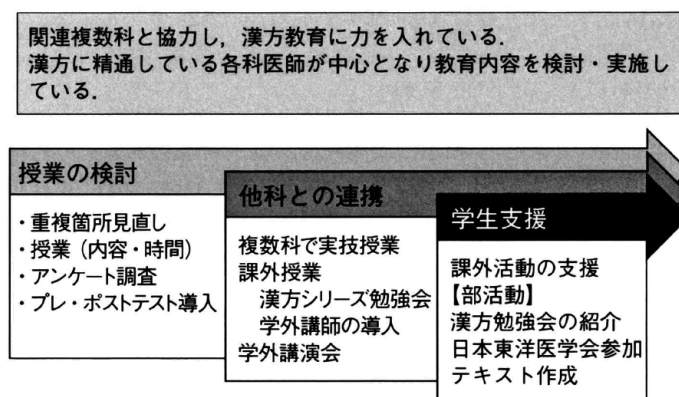 関連複数科と協力し，漢方教育に力を入れている．
漢方に精通している各科医師が中心となり教育内容を検討・実施し
ている．
授業の検討
・重複箇所見直し
・授業（内容・時間）
・アンケート調査
・プレ・ポストテスト導入
他科との連携
複数科で実技授業
課外授業
漢方シリーズ勉強会
学外講師の導入
学外講演会
学生支援
課外活動の支援
【部活動】
漢方勉強会の紹介
日本東洋医学会参加
テキスト作成